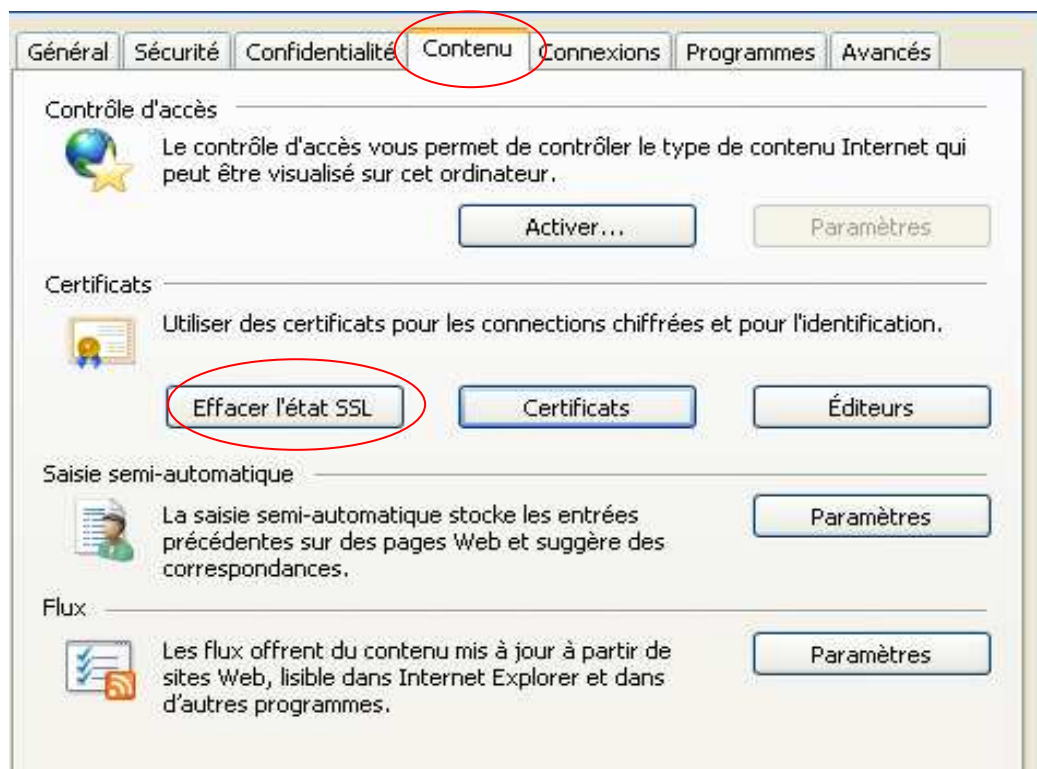 Général Sécurité Confidentialité Contenu Connexions Programmes Avancés
Contrôle d'accès
Le contrôle d'accès vous permet de contrôler le type de contenu Internet qui
peut être visualisé sur cet ordinateur.
Activer... Paramètres
Certificats
Utiliser des certificats pour les connections chiffrées et pour l'identification.
Effacer l'état SSL Certificats Éditeurs
Saisie semi-automatique
La saisie semi-automatique stocke les entrées
précédentes sur des pages Web et suggère des
correspondances.
Paramètres
Flux
Les flux offrent du contenu mis à jour à partir de
sites Web, lisible dans Internet Explorer et dans
d’autres programmes.
Paramètres